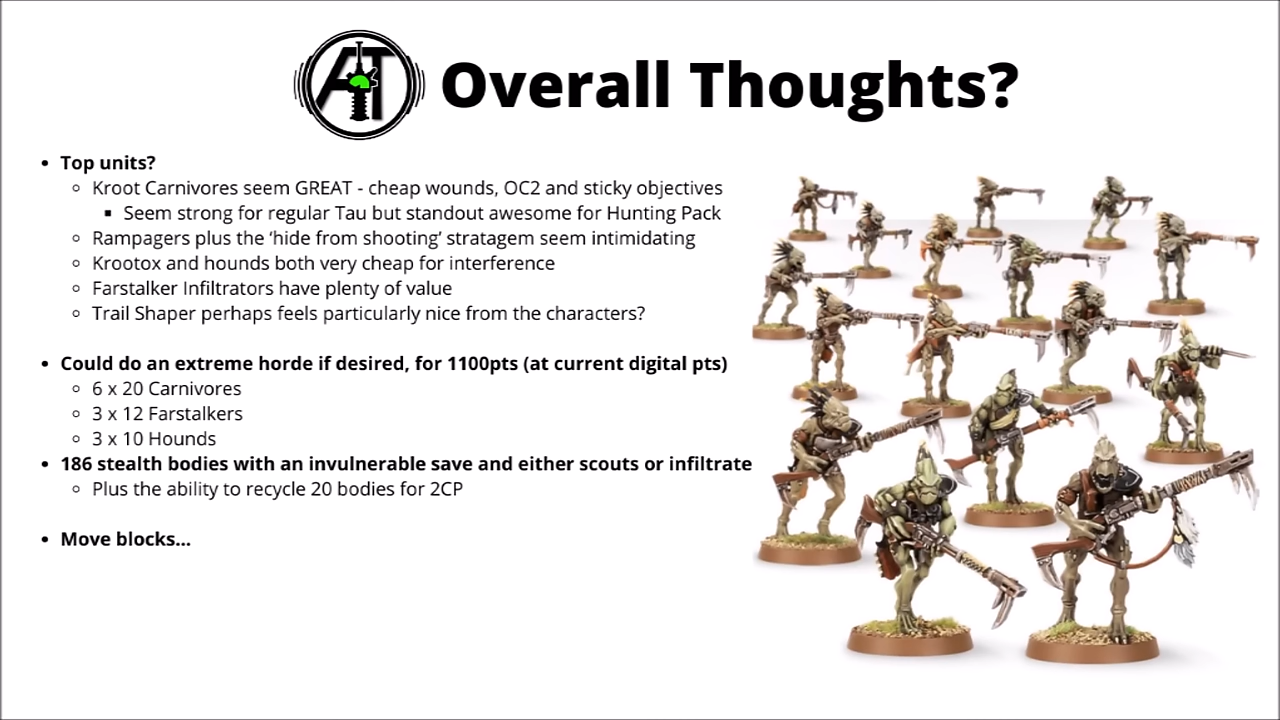 AT
Overall Thoughts?
• Top units?
◦ Kroot Carnivores seem GREAT - cheap wounds, OC2 and sticky objectives
▪ Seem strong for regular Tau but standout awesome for Hunting Pack
◦ Rampagers plus the ‘hide from shooting’ stratagem seem intimidating
◦ Krootox and hounds both very cheap for interference
◦ Farstalker Infiltrators have plenty of value
◦ Trail Shaper perhaps feels particularly nice from the characters?
• Could do an extreme horde if desired, for 1100pts (at current digital pts)
◦ 6 x 20 Carnivores
◦ 3 x 12 Farstalkers
◦ 3 x 10 Hounds
• 186 stealth bodies with an invulnerable save and either scouts or infiltrate
◦ Plus the ability to recycle 20 bodies for 2CP
• Move blocks...